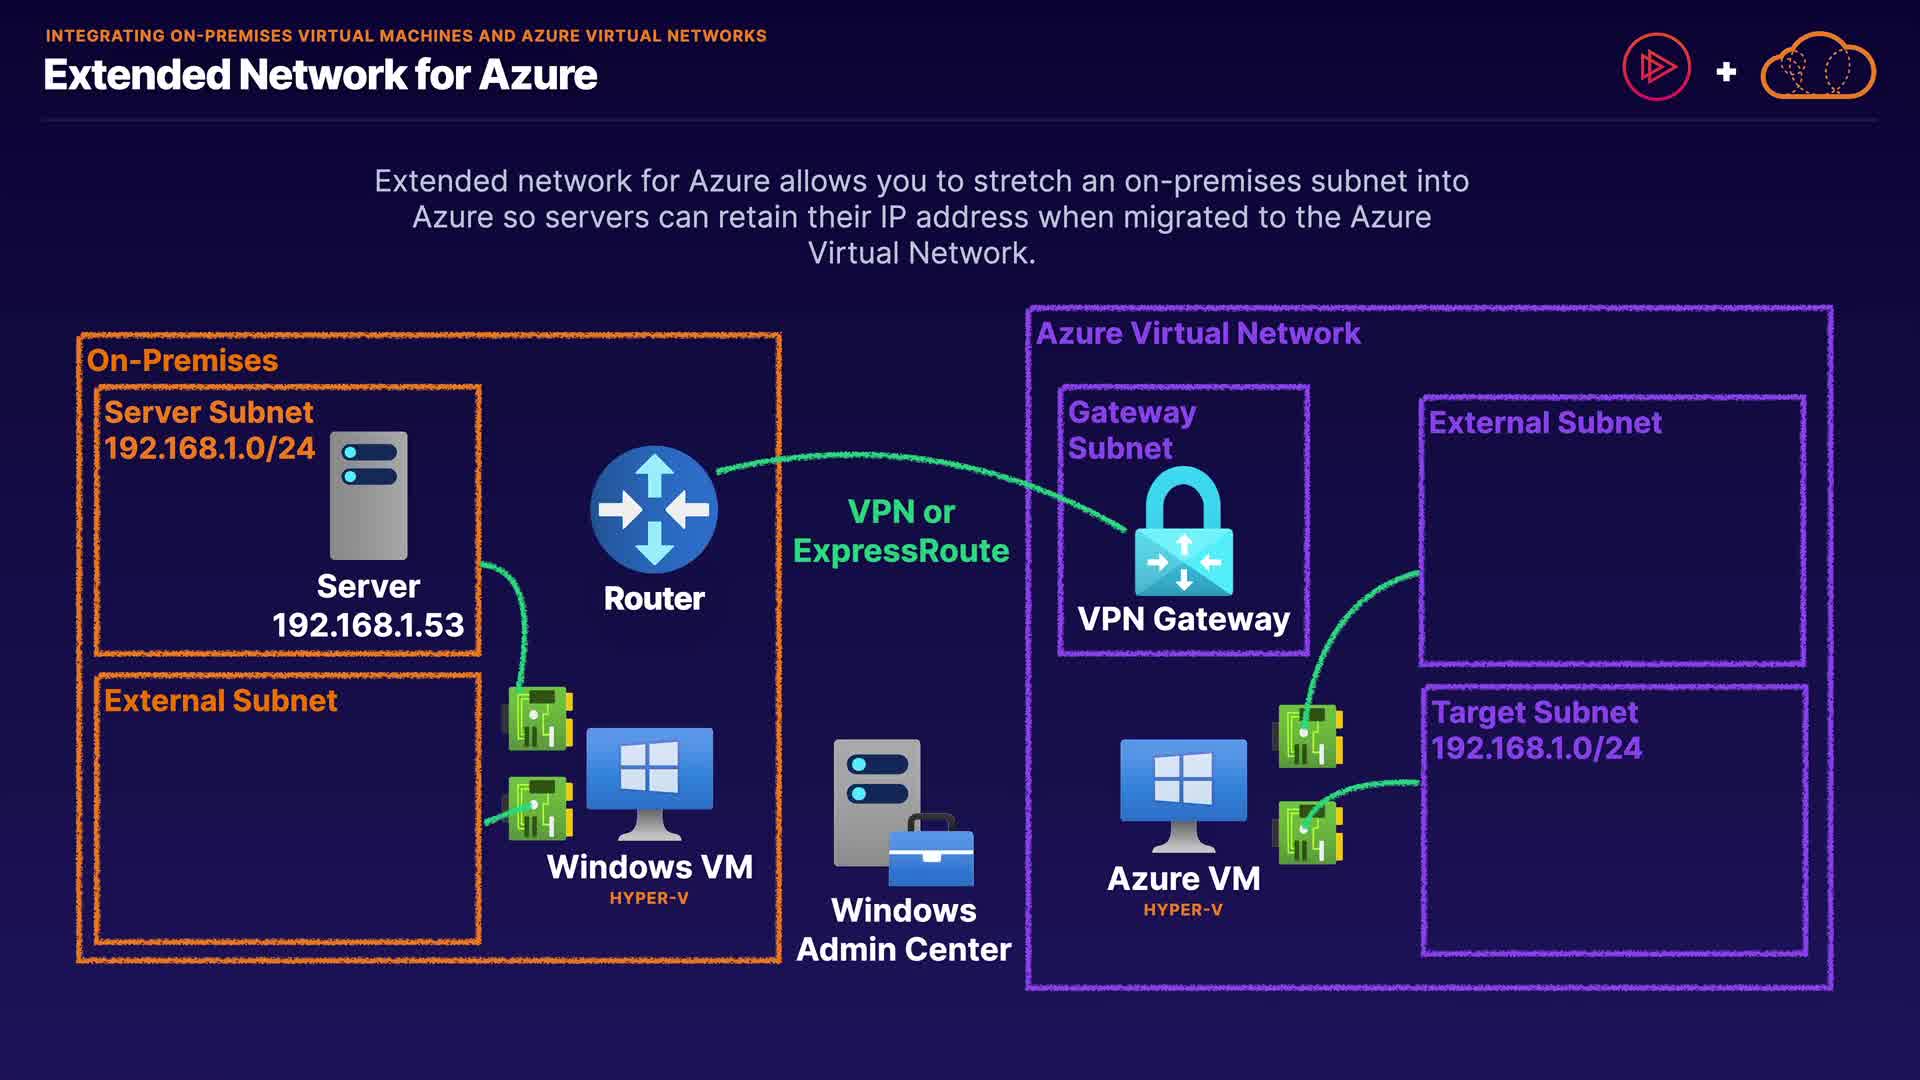 INTEGRATING ON-PREMISES VIRTUAL MACHINES AND AZURE VIRTUAL NETWORKS
Extended Network for Azure
Extended network for Azure allows you to stretch an on-premises subnet into
Azure so servers can retain their IP address when migrated to the Azure
Virtual Network.
On-Premises
Server Subnet
192.168.1.0/24
Server
192.168.1.53
Router
External Subnet
Windows VM
HYPER-V
VPN or
ExpressRoute
Windows
Admin Center
Azure Virtual Network
Gateway
Subnet
VPN Gateway
External Subnet
Azure VM
HYPER-V
Target Subnet
192.168.1.0/24